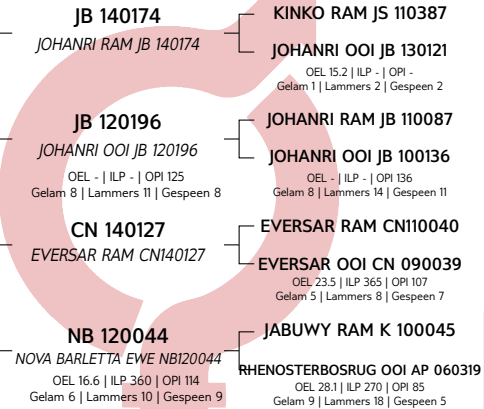 JB 140174
JOHANRI RAM JB 140174
KINKO RAM JS 110387
JOHANRI OOI JB 130121
OEL 15.2 | ILP - | OPI -
Gelam 1 | Lammers 2 | Gespeen 2
JB 120196
JOHANRI OOI JB 120196
OEL - | ILP - | OPI 125
Gelam 8 | Lammers 11 | Gespeen 8
JOHANRI RAM JB 110087
JOHANRI OOI JB 100136
OEL - | ILP - | OPI 136
Gelam 8 | Lammers 14 | Gespeen 11
CN 140127
EVERSAR RAM CN140127
EVERSAR RAM CN110040
EVERSAR OOI CN 090039
OEL 23.5 | ILP 365 | OPI 107
Gelam 5 | Lammers 8 | Gespeen 7
NB 120044
NOVA BARLETTA EWE NB120044
OEL 16.6 | ILP 360 | OPI 114
Gelam 6 | Lammers 10 | Gespeen 9
JABUWY RAM K 100045
RHENOSTERBOSRUG OOI AP 060319
OEL 28.1 | ILP 270 | OPI 85
Gelam 9 | Lammers 18 | Gespeen 5